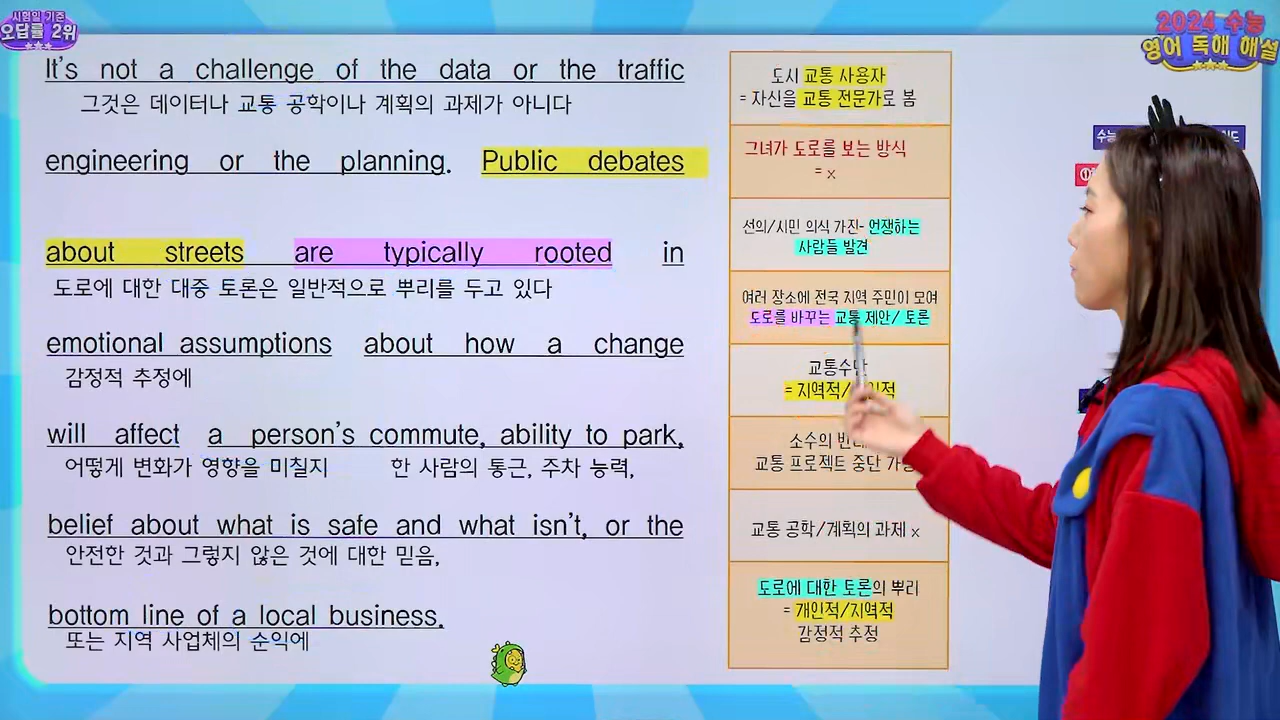 시험일 기준
오답률 2위
2024 수능
영어 독해 해설
It's not a challenge of the data or the traffic
그것은 데이터나 교통 공학이나 계획의 과제가 아니다
engineering or the planning. Public debates
about streets are typically rooted in
도로에 대한 대중 토론은 일반적으로 뿌리를 두고 있다
emotional assumptions about how a change
감정적 추정에
will affect a person's commute, ability to park,
어떻게 변화가 영향을 미칠지 한 사람의 통근, 주차 능력,
belief about what is safe and what isn't, or the
안전한 것과 그렇지 않은 것에 대한 믿음,
bottom line of a local business.
또는 지역 사업체의 순익에
도시 교통 사용자
= 자신을 교통 전문가로 봄
그녀가 도로를 보는 방식
= x
선의/시민 의식 가진- 언쟁하는
사람들 발견
여러 장소에 전국 지역 주민이 모여
도로를 바꾸는 교통 제안/ 토론
교통수단
= 지역적/
소수의
교통 프로젝트 중단
교통 공학/계획의 과제 x
도로에 대한 토론의 뿌리
= 개인적/지역적
감정적 추정
수능